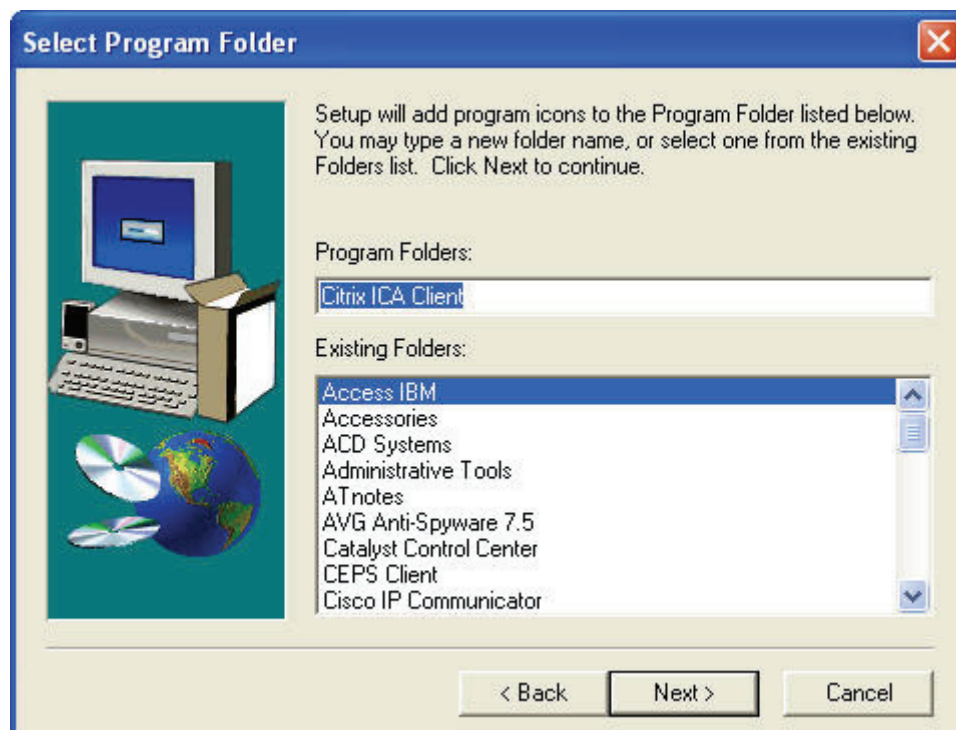 Select Program Folder
Setup will add program icons to the Program Folder listed below.
You may type a new folder name, or select one from the existing
Folders list.  Click Next to continue.
Program Folders:
Citrix ICA Client
Existing Folders:
Access IBM
Accessories
ACD Systems
Administrative Tools
ATnotes
AVG Anti-Spyware 7.5
Catalyst Control Center
CEPS Client
Cisco IP Communicator
< Back
Next >
Cancel